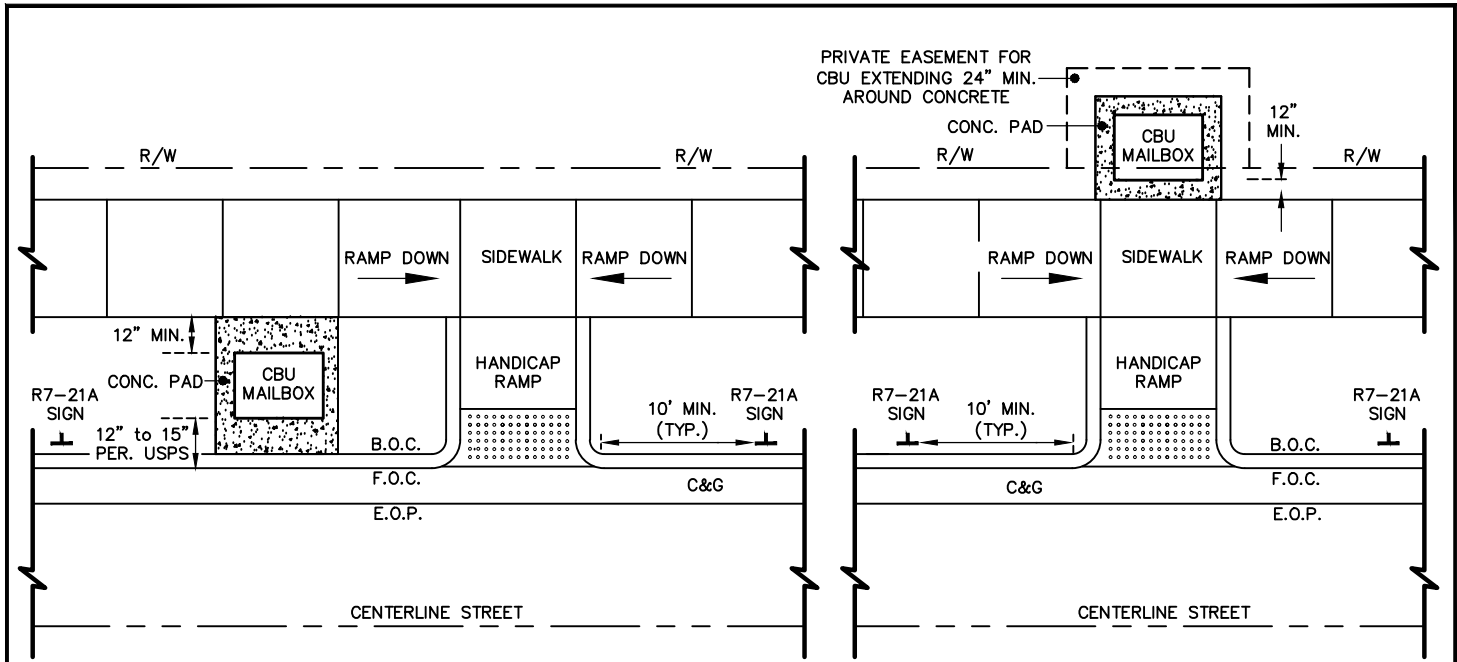 PRIVATE EASEMENT FOR
CBU EXTENDING 24" MIN.
AROUND CONCRETE
CONC. PAD
CBU
MAILBOX
12"
MIN.
R/W
R/W
R/W
R/W
RAMP DOWN
SIDEWALK
RAMP DOWN
RAMP DOWN
SIDEWALK
RAMP DOWN
12" MIN.
CONC. PAD
CBU
MAILBOX
HANDICAP
RAMP
R7-21A
SIGN
12" to 15"
PER. USPS
10' MIN.
(TYP.)
R7-21A
SIGN
B.O.C.
F.O.C.
C&G
E.O.P.
CENTERLINE STREET
HANDICAP
RAMP
R7-21A
SIGN
10' MIN.
(TYP.)
R7-21A
SIGN
B.O.C.
F.O.C.
C&G
E.O.P.
CENTERLINE STREET